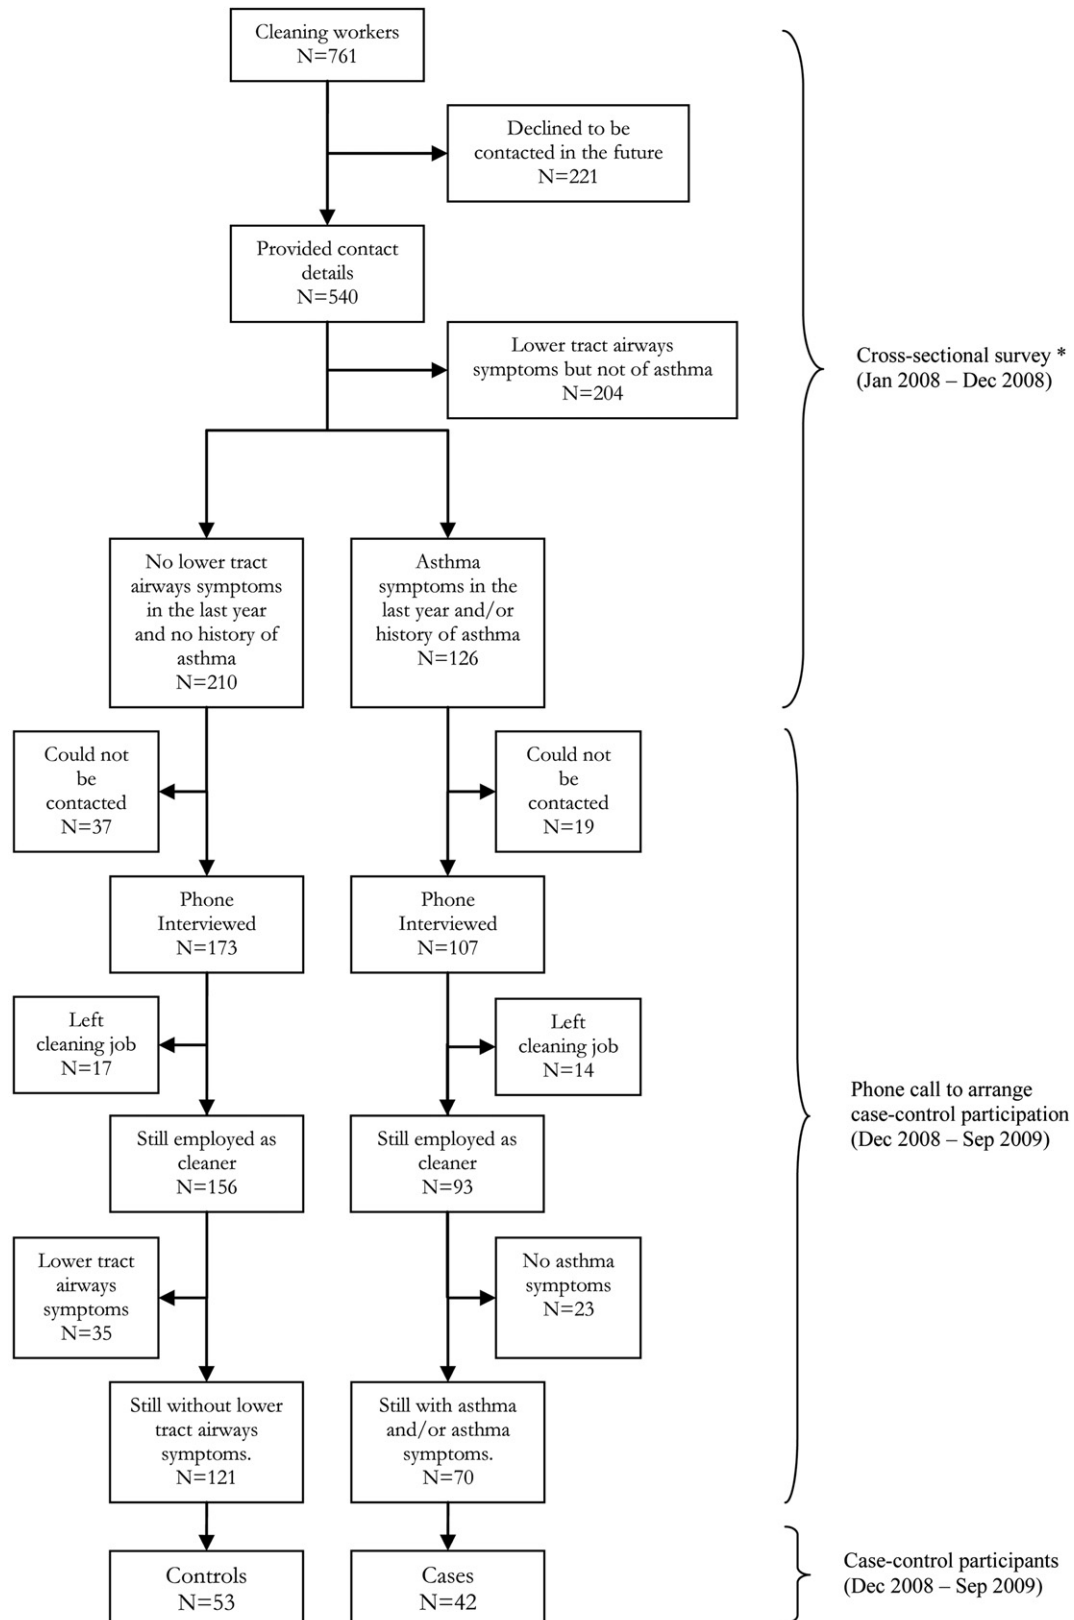 Cleaning workers
N=761
Declined to be
contacted in the future
N=221
Provided contact
details
N=540
Lower tract airways
symptoms but not of asthma
N=204
Cross-sectional survey *
(Jan 2008 – Dec 2008)
No lower tract
airways symptoms
in the last year
and no history of
asthma
N=210
Asthma
symptoms in the
last year and/or
history of asthma
N=126
Could not
be
contacted
N=37
Could not
be
contacted
N=19
Phone
Interviewed
N=173
Phone
Interviewed
N=107
Left
cleaning job
N=17
Left
cleaning job
N=14
Phone call to arrange
case-control participation
(Dec 2008 – Sep 2009)
Still employed as
cleaner
N=156
Still employed as
cleaner
N=93
Lower tract
airways
symptoms
N=35
No asthma
symptoms
N=23
Still without lower
tract airways
symptoms.
N=121
Still with asthma
and/or asthma
symptoms.
N=70
Controls
N=53
Cases
N=42
Case-control participants
(Dec 2008 – Sep 2009)